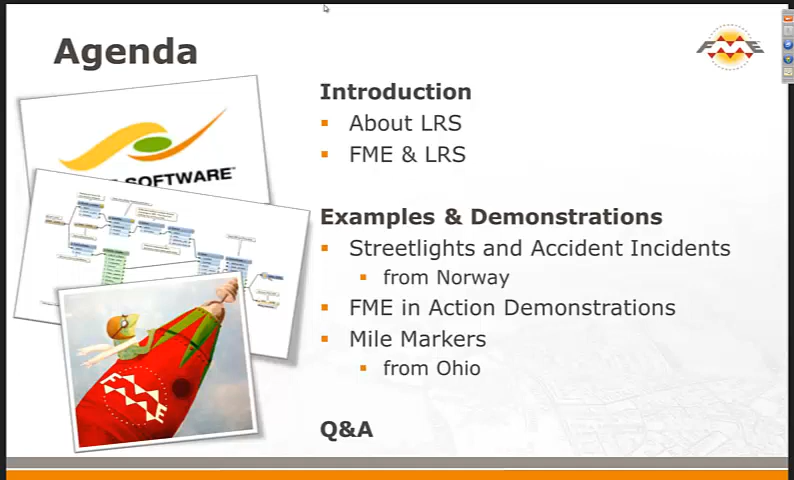 Agenda
FME
Introduction
About LRS
FME & LRS
SOFTWARE
Examples & Demonstrations
Streetlights and Accident Incidents
from Norway
FME in Action Demonstrations
Mile Markers
from Ohio
FME
Q&A